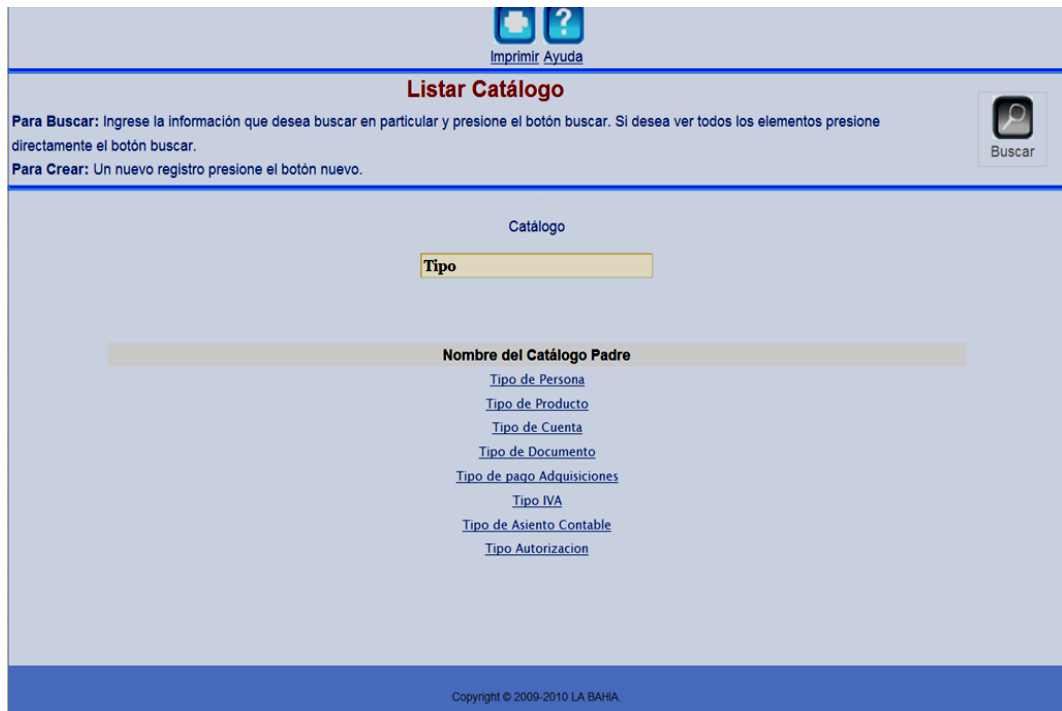 Imprimir Ayuda
Listar Catálogo
Para Buscar: Ingrese la información que desea buscar en particular y presione el botón buscar. Si desea ver todos los elementos presione
directamente el botón buscar.
Para Crear: Un nuevo registro presione el botón nuevo.
Buscar
Catálogo
Tipo
Nombre del Catálogo Padre
Tipo de Persona
Tipo de Producto
Tipo de Cuenta
Tipo de Documento
Tipo de pago Adquisiciones
Tipo IVA
Tipo de Asiento Contable
Tipo Autorizacion
Copyright © 2009-2010 LA BAHIA.